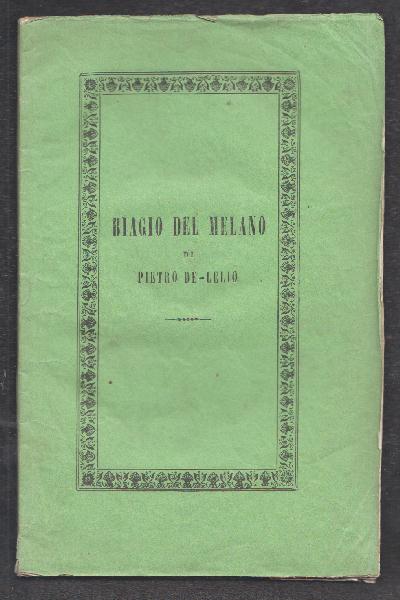 BIAGIO DEL MELANO
DI
PIETRO DE-LELIO